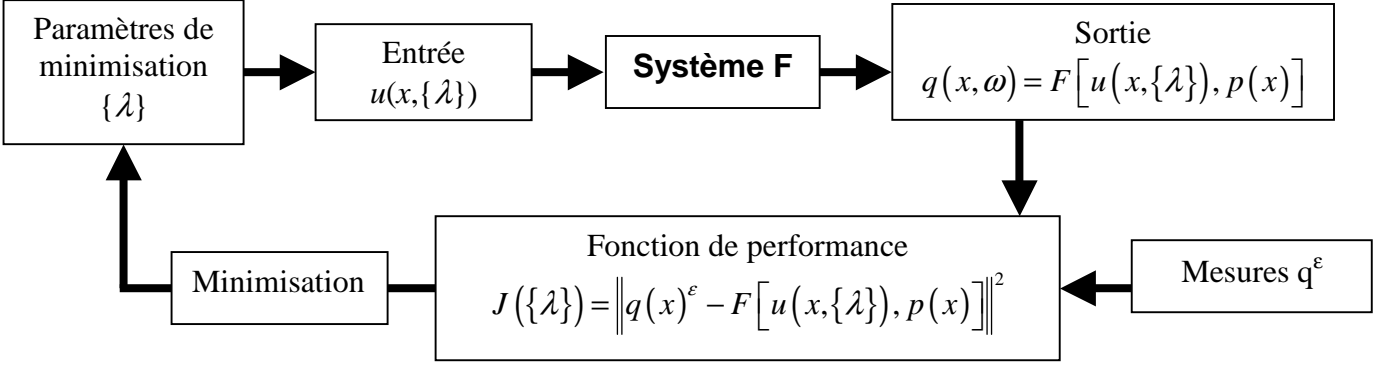 Paramètres de
minimisation
{λ}
Entrée
u(x,{λ})
Système F
Sortie
q(x,ω)=F[u(x,{λ}),p(x)]
Fonction de performance
J({λ})=‖q(x)^ε−F[u(x,{λ}),p(x)]‖²
Mesures q^ε
Minimisation